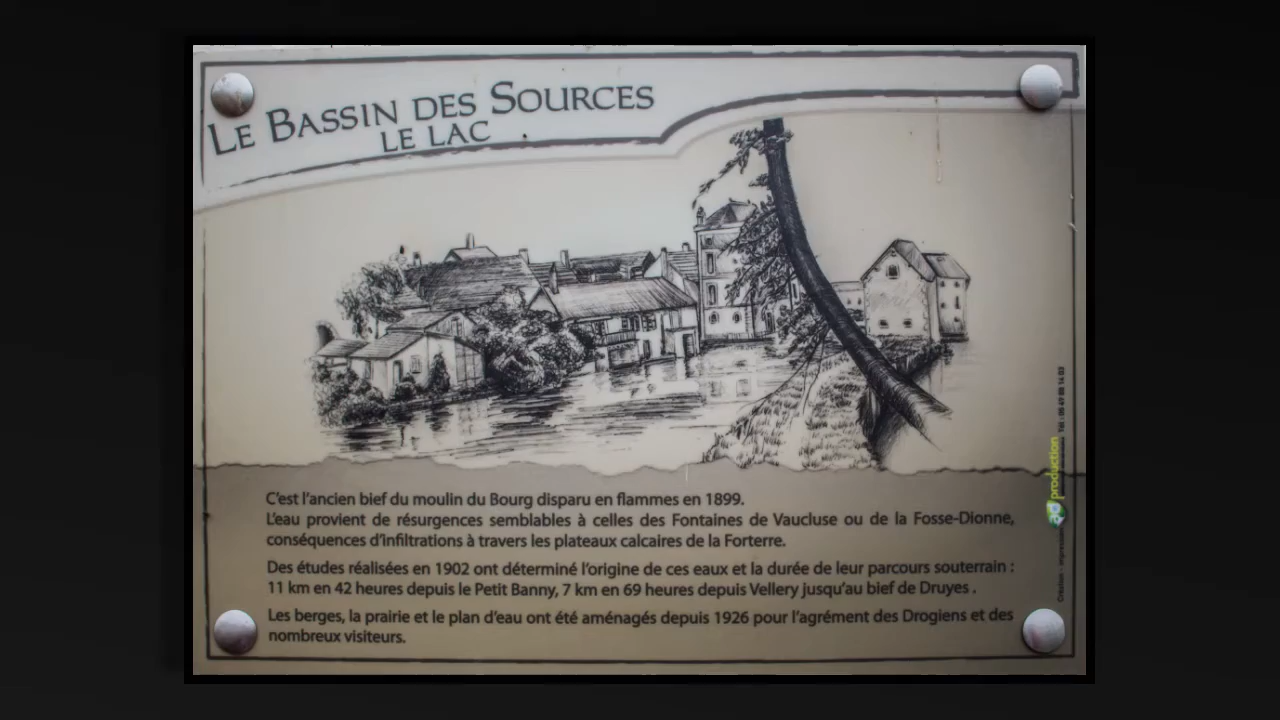 LE BASSIN DES SOURCES
LE LAC
C'est l'ancien bief du moulin du Bourg disparu en flammes en 1899.
L'eau provient de résurgences semblables à celles des Fontaines de Vaucluse ou de la Fosse-Dionne,
conséquences d'infiltrations à travers les plateaux calcaires de la Forterre.
Des études réalisées en 1902 ont déterminé l'origine de ces eaux et la durée de leur parcours souterrain :
11 km en 42 heures depuis le Petit Banny, 7 km en 69 heures depuis Vellery jusqu'au bief de Druyes .
Les berges, la prairie et le plan d'eau ont été aménagés depuis 1926 pour l'agrément des Drogiens et des
nombreux visiteurs.
Création - impression
production